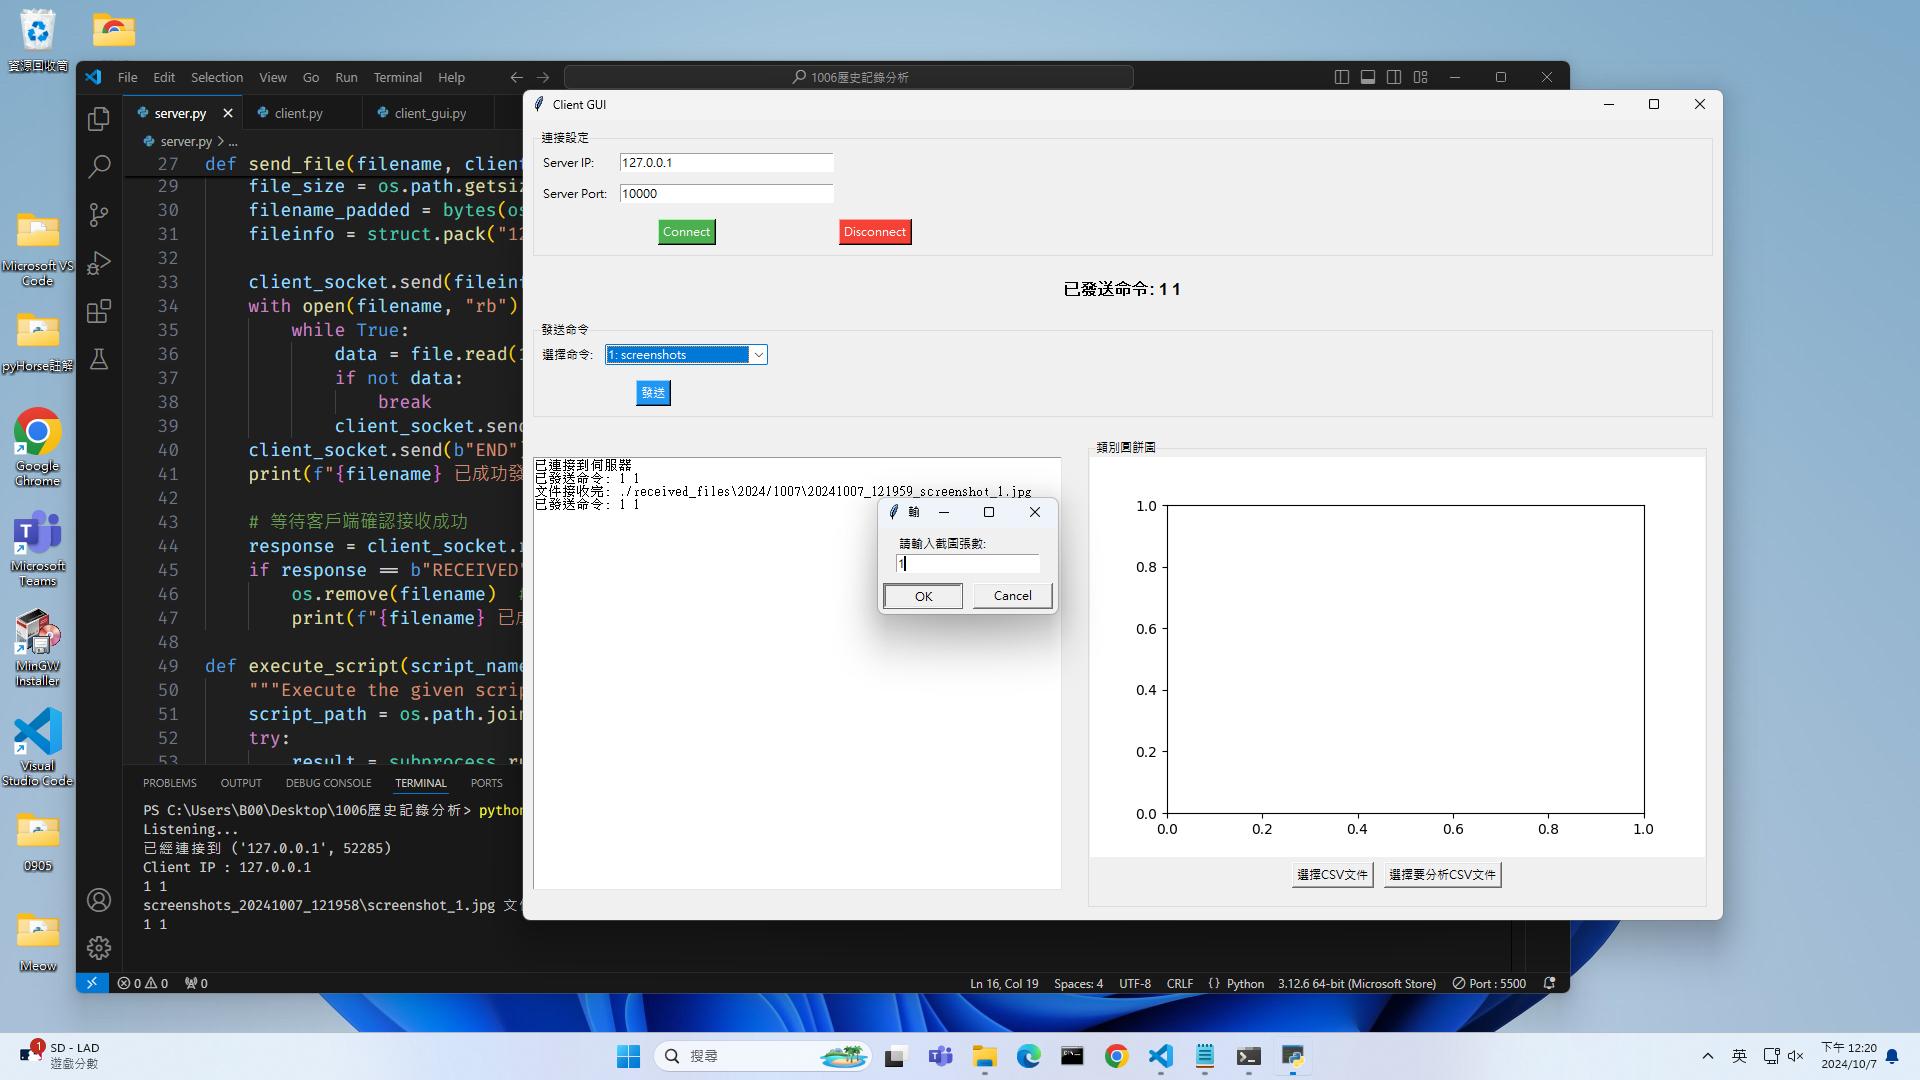 資源回收筒
Microsoft VS Code
pyHorse註解
Google Chrome
Microsoft Teams
MinGW Installer
Visual Studio Code
0905
Meow
File Edit Selection View Go Run Terminal Help
1006歷史記錄分析
server.py client.py client_gui.py
server.py > ...
27 def send_file(filename, client
29 file_size = os.path.getsiz
30 filename_padded = bytes(os
31 fileinfo = struct.pack("12
32
33 client_socket.send(fileinf
34 with open(filename, "rb")
35 while True:
36 data = file.read(1
37 if not data:
38 break
39 client_socket.send
40 client_socket.send(b"END"
41 print(f"{filename} 已成功發
42
43 # 等待客戶端確認接收成功
44 response = client_socket.r
45 if response == b"RECEIVED"
46 os.remove(filename) #
47 print(f"{filename} 已成
48
49 def execute_script(script_name
50 """Execute the given scrip
51 script_path = os.path.join
52 try:
53 result = subprocess.ru
PROBLEMS OUTPUT DEBUG CONSOLE TERMINAL PORTS
PS C:\Users\B00\Desktop\1006歷史記錄分析> python
Listening...
已經連接到 ('127.0.0.1', 52285)
Client IP : 127.0.0.1
1 1
screenshots_20241007_121958\screenshot_1.jpg 文件
1 1
0 0 0
Ln 16, Col 19 Spaces: 4 UTF-8 CRLF {} Python 3.12.6 64-bit (Microsoft Store) Port : 5500
Client GUI
連接設定
Server IP: 127.0.0.1
Server Port: 10000
Connect Disconnect
已發送命令: 1 1
發送命令
選擇命令: 1: screenshots
發送
已連接到伺服器
已發送命令: 1 1
文件接收完: ./received_files\2024/1007\20241007_121959_screenshot_1.jpg
已發送命令: 1 1
輸
請輸入截圖張數:
1
OK Cancel
類別圓餅圖
1.0
0.8
0.6
0.4
0.2
0.0
0.0 0.2 0.4 0.6 0.8 1.0
選擇CSV文件 選擇要分析CSV文件
1
SD - LAD
遊戲分數
搜尋
英
下午 12:20
2024/10/7